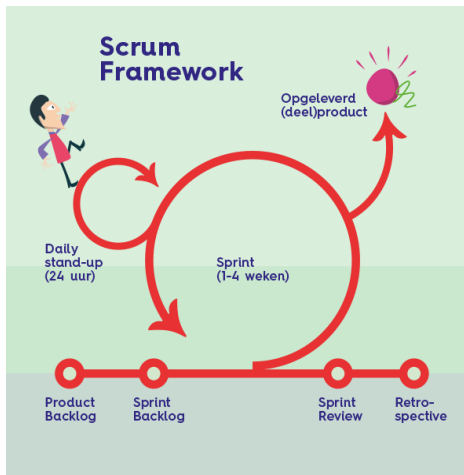 Scrum
Framework
Opgeleverd
(deel)product
Daily
stand-up
(24 uur)
Sprint
(1-4 weken)
Product
Backlog
Sprint
Backlog
Sprint
Review
Retro-
spective